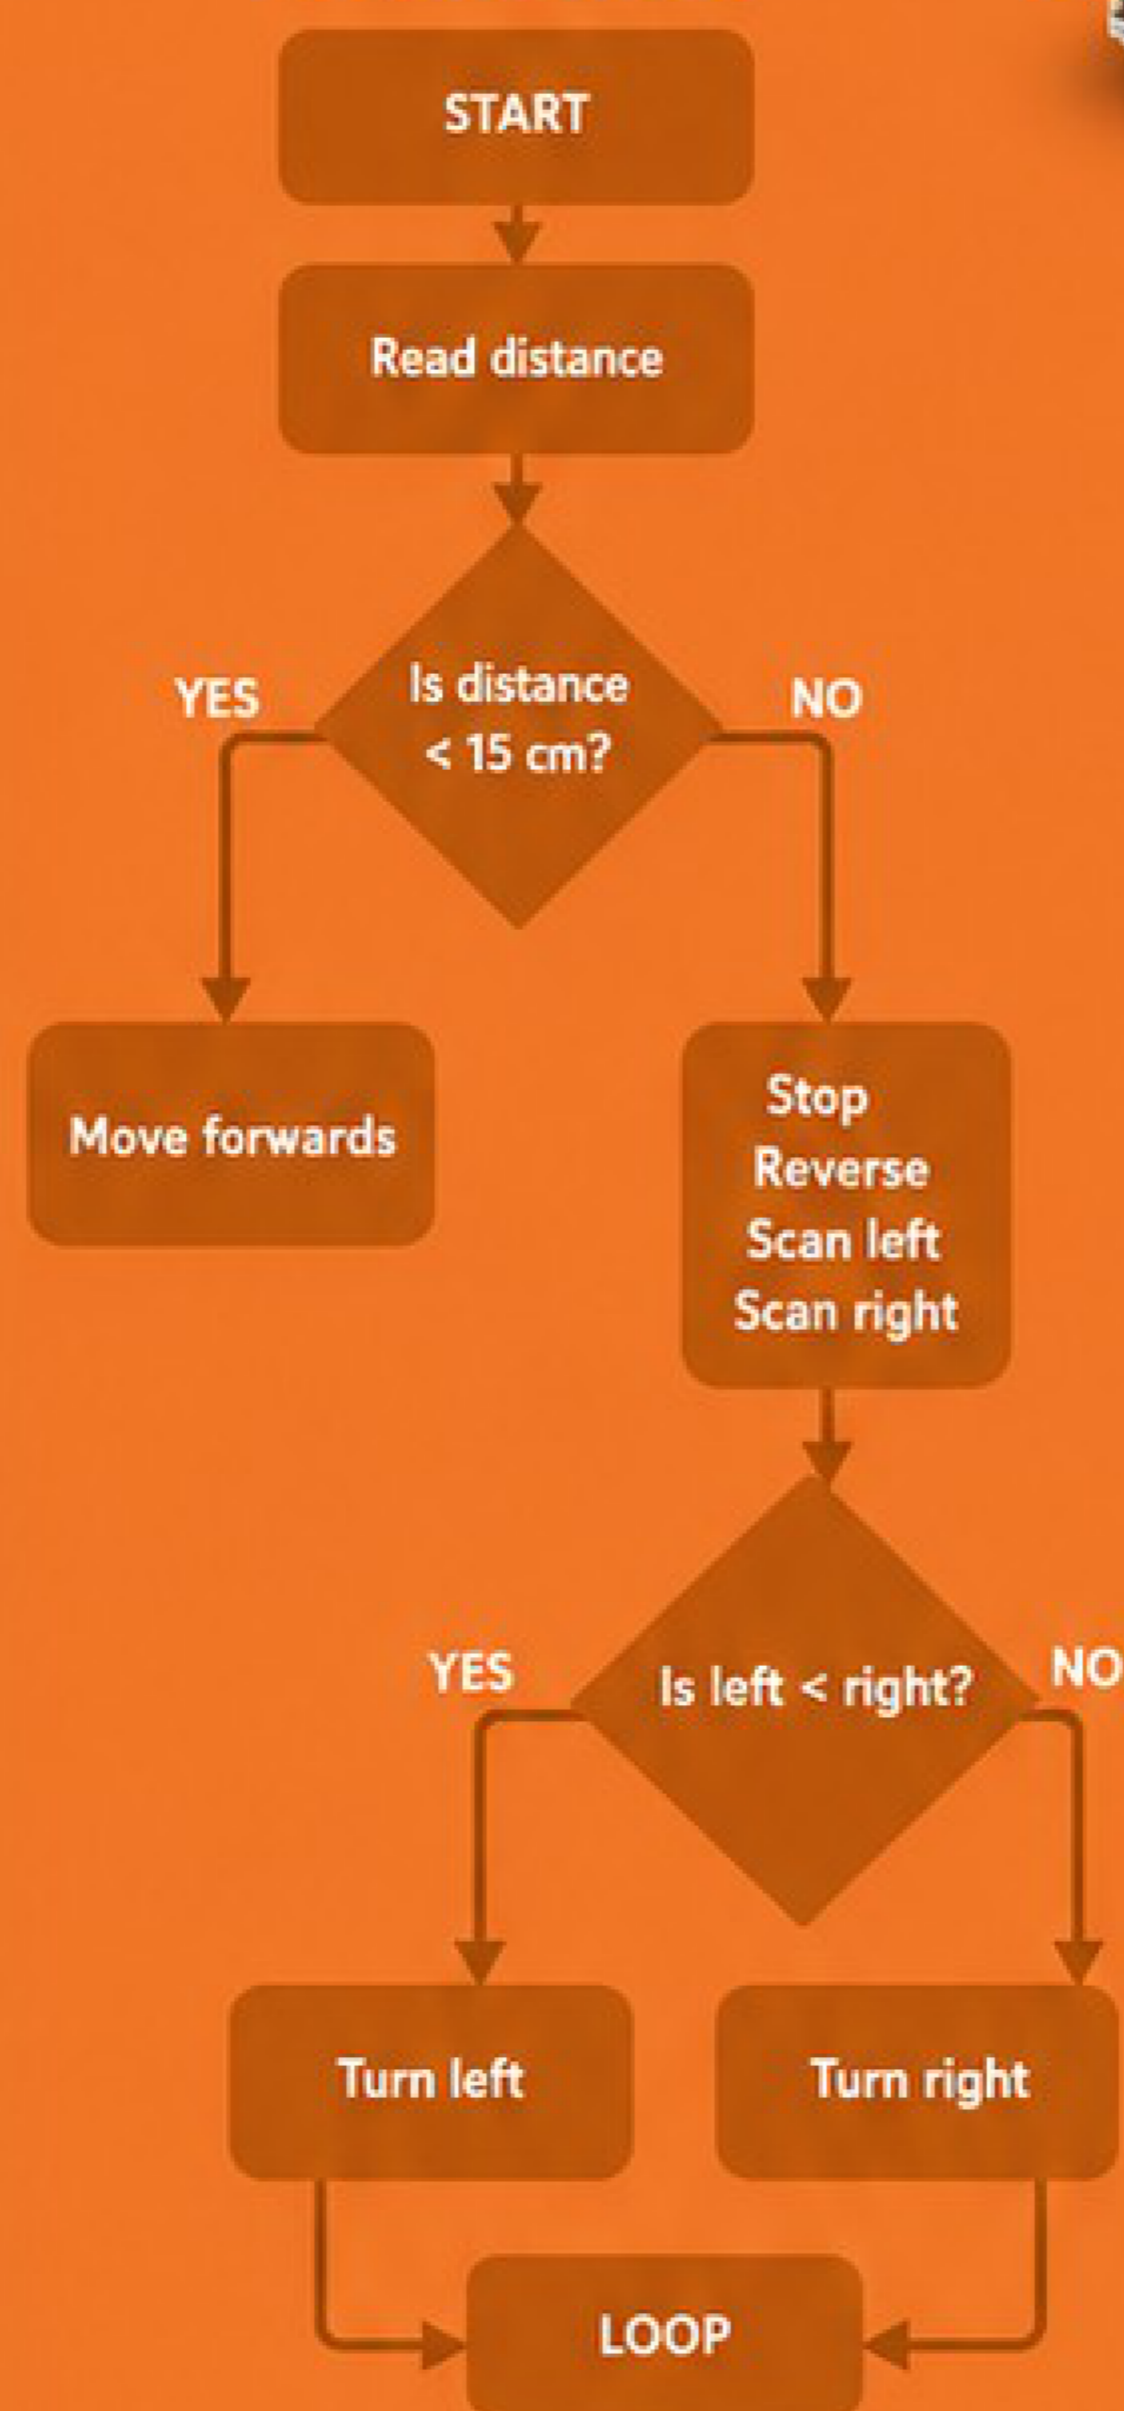 START
Read distance
Is distance
< 15 cm?
YES
NO
Move forwards
Stop
Reverse
Scan left
Scan right
Is left < right?
YES
NO
Turn left
Turn right
LOOP